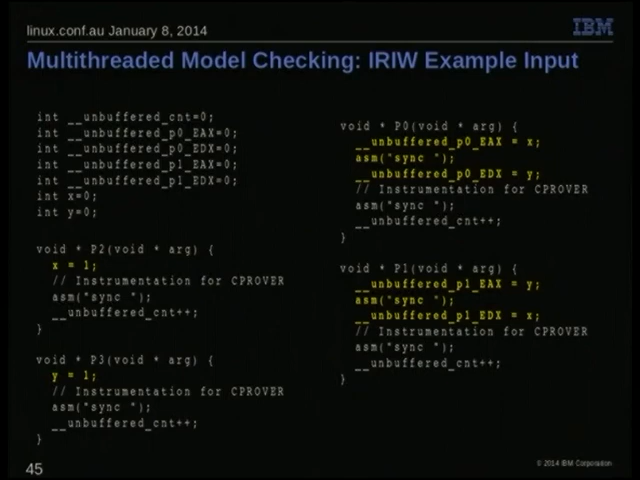 linux.conf.au January 8, 2014
IBM
Multithreaded Model Checking: IRIW Example Input
int __unbuffered_cnt=0;
int __unbuffered_p0_EAX=0;
int __unbuffered_p0_EDX=0;
int __unbuffered_p1_EAX=0;
int __unbuffered_p1_EDX=0;
int x=0;
int y=0;
void * P2(void * arg) {
x = 1;
// Instrumentation for CPROVER
asm("sync ");
__unbuffered_cnt++;
}
void * P3(void * arg) {
y = 1;
// Instrumentation for CPROVER
asm("sync ");
__unbuffered_cnt++;
}
void * P0(void * arg) {
__unbuffered_p0_EAX = x;
asm("sync ");
__unbuffered_p0_EDX = y;
// Instrumentation for CPROVER
asm("sync ");
__unbuffered_cnt++;
}
void * P1(void * arg) {
__unbuffered_p1_EAX = y;
asm("sync ");
__unbuffered_p1_EDX = x;
// Instrumentation for CPROVER
asm("sync ");
__unbuffered_cnt++;
}
45
© 2014 IBM Corporation